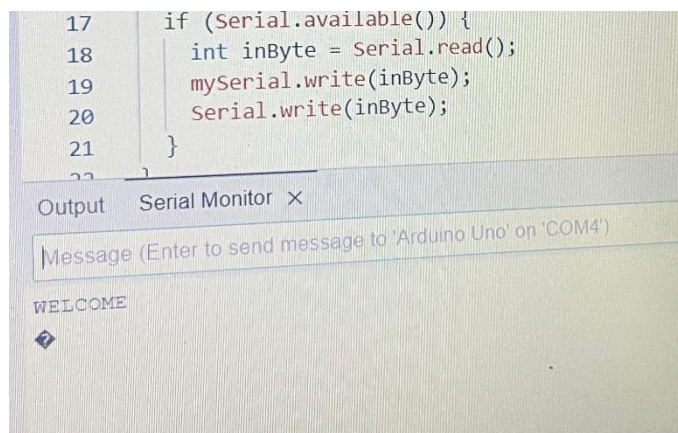 17 if (Serial.available()) {
18 int inByte = Serial.read();
19 mySerial.write(inByte);
20 Serial.write(inByte);
21 }
22 }
Output Serial Monitor ×
Message (Enter to send message to 'Arduino Uno' on 'COM4')
WELCOME
�